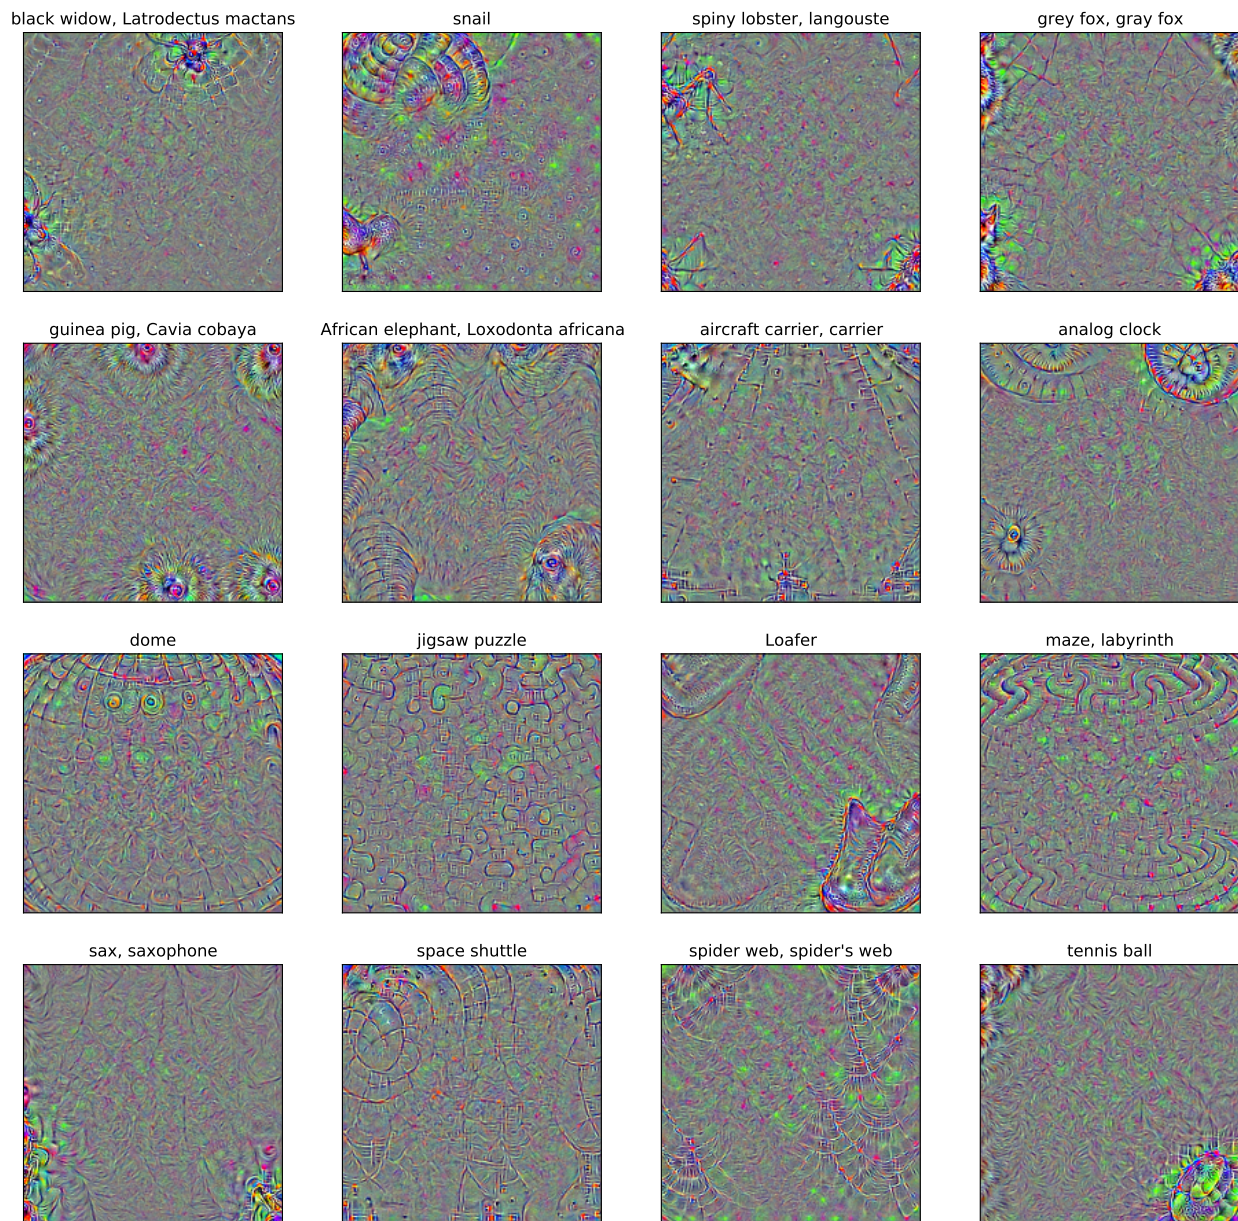 black widow, Latrodectus mactans
snail
spiny lobster, langouste
grey fox, gray fox
guinea pig, Cavia cobaya
African elephant, Loxodonta africana
aircraft carrier, carrier
analog clock
dome
jigsaw puzzle
Loafer
maze, labyrinth
sax, saxophone
space shuttle
spider web, spider's web
tennis ball